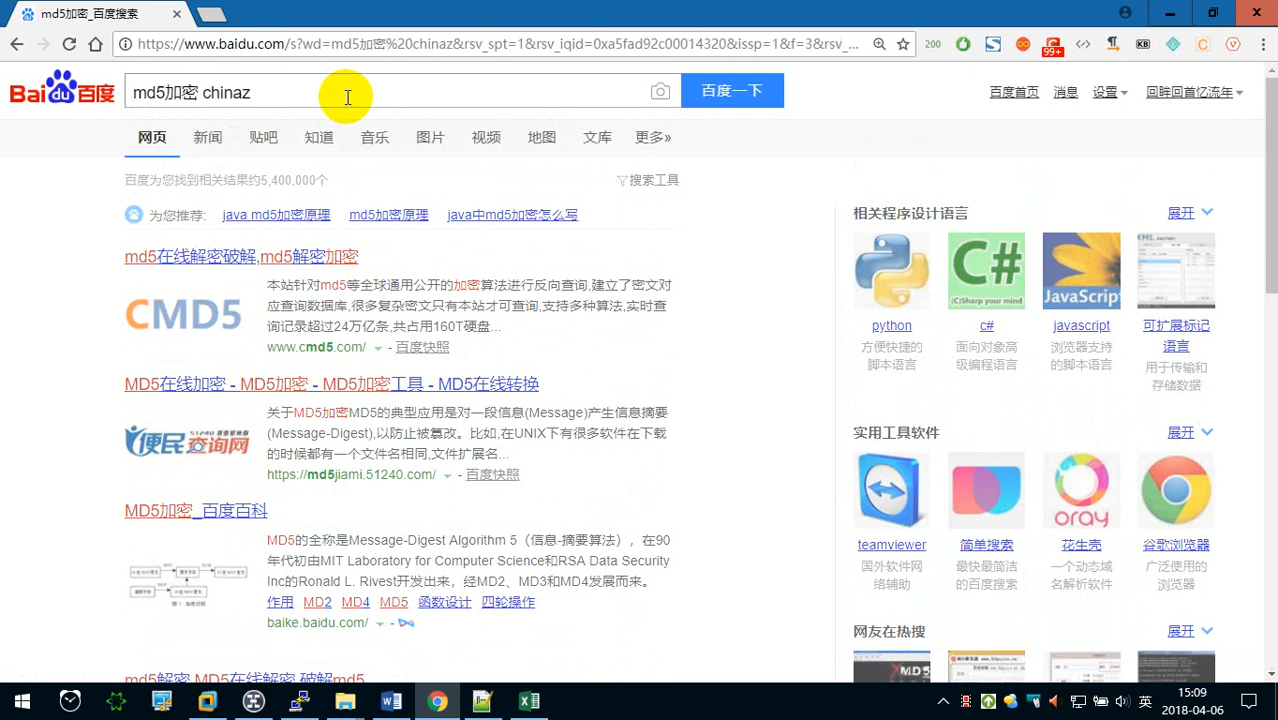 md5加密_百度搜索
https://www.baidu.com/s?wd=md5加密%20chinaz&rsv_spt=1&rsv_iqid=0xa5fad92c00014320&issp=1&f=3&rsv_...
200
99+
KB
Bai du 百度
md5加密 chinaz
百度一下
百度首页 消息 设置 回眸回首忆流年
网页 新闻 贴吧 知道 音乐 图片 视频 地图 文库 更多»
百度为您找到相关结果约5,400,000个
搜索工具
为您推荐: java md5加密原理 md5加密原理 java中md5加密怎么写
md5在线解密破解,md5解密加密
CMD5
本站针对md5等全球通用公开的加密算法进行反向查询,建立了密文对
应查询数据库,很多复杂密文只有本站才可查询,支持多种算法,实时查
询记录超过24万亿条,共占用160T硬盘...
www.cmd5.com/ - 百度快照
MD5在线加密 - MD5加密 - MD5加密工具 - MD5在线转换
便民查询网
关于MD5加密MD5的典型应用是对一段信息(Message)产生信息摘要
(Message-Digest),以防止被篡改。比如,在UNIX下有很多软件在下载
的时候都有一个文件名相同,文件扩展名...
https://md5jiami.51240.com/ - 百度快照
MD5加密_百度百科
MD5的全称是Message-Digest Algorithm 5（信息-摘要算法），在90
年代初由MIT Laboratory for Computer Science和RSA Data Security
Inc的Ronald L. Rivest开发出来，经MD2、MD3和MD4发展而来。
作用 MD2 MD4 MD5 函数设计 四轮操作
baike.baidu.com/ -
相关程序设计语言 展开
C#
(C)Sharp your mind
JavaScrip
python c# javascript 可扩展标记
语言
方便快捷的
脚本语言
面向对象高
级编程语言
浏览器支持
的脚本语言
用于传输和
存储数据
实用工具软件 展开
oray
teamviewer 简单搜索 花生壳 谷歌浏览器
国外软件网
络辅助
最快最简洁
的百度搜索
一个动态域
名解析软件
广泛使用的
浏览器
网友在热搜 展开
MD5
英
15:09
2018-04-06